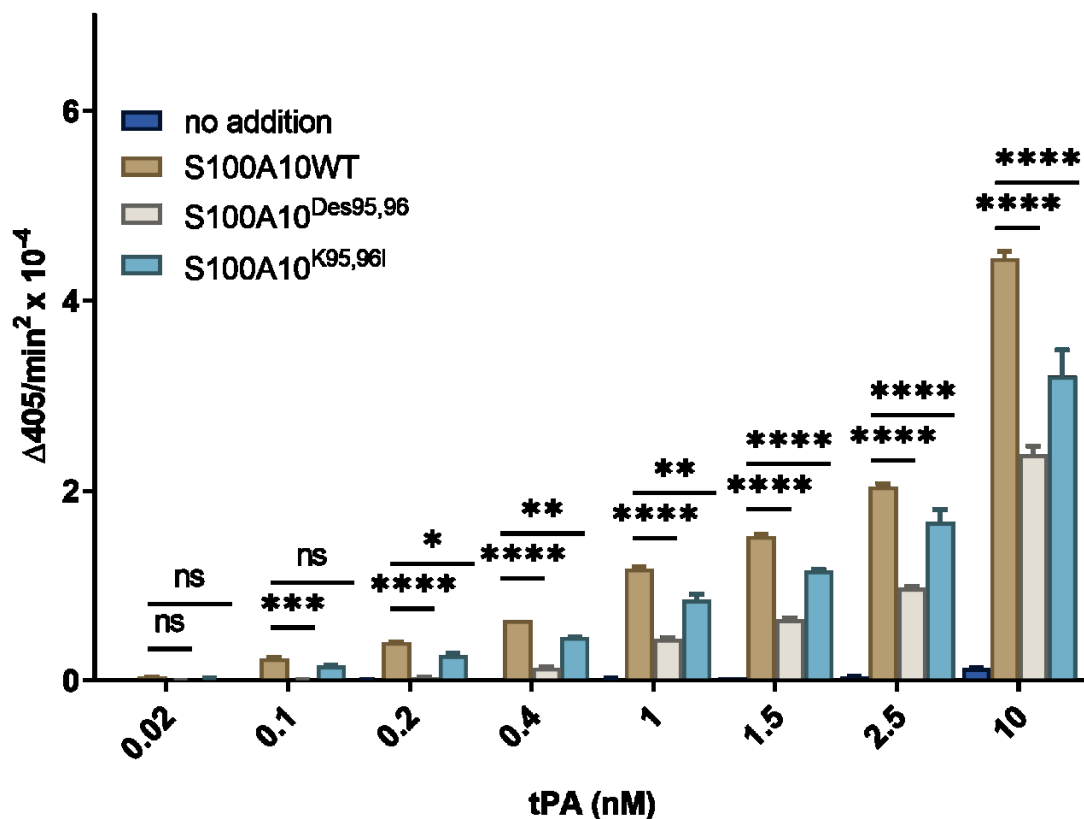 6
4
2
0
Δ405/min² x 10⁻⁴
no addition
S100A10WT
S100A10^Des95,96
S100A10^K95,96I
ns
ns
ns
***
*
****
**
****
**
****
****
****
****
****
****
****
0.02
0.1
0.2
0.4
1
1.5
2.5
10
tPA (nM)